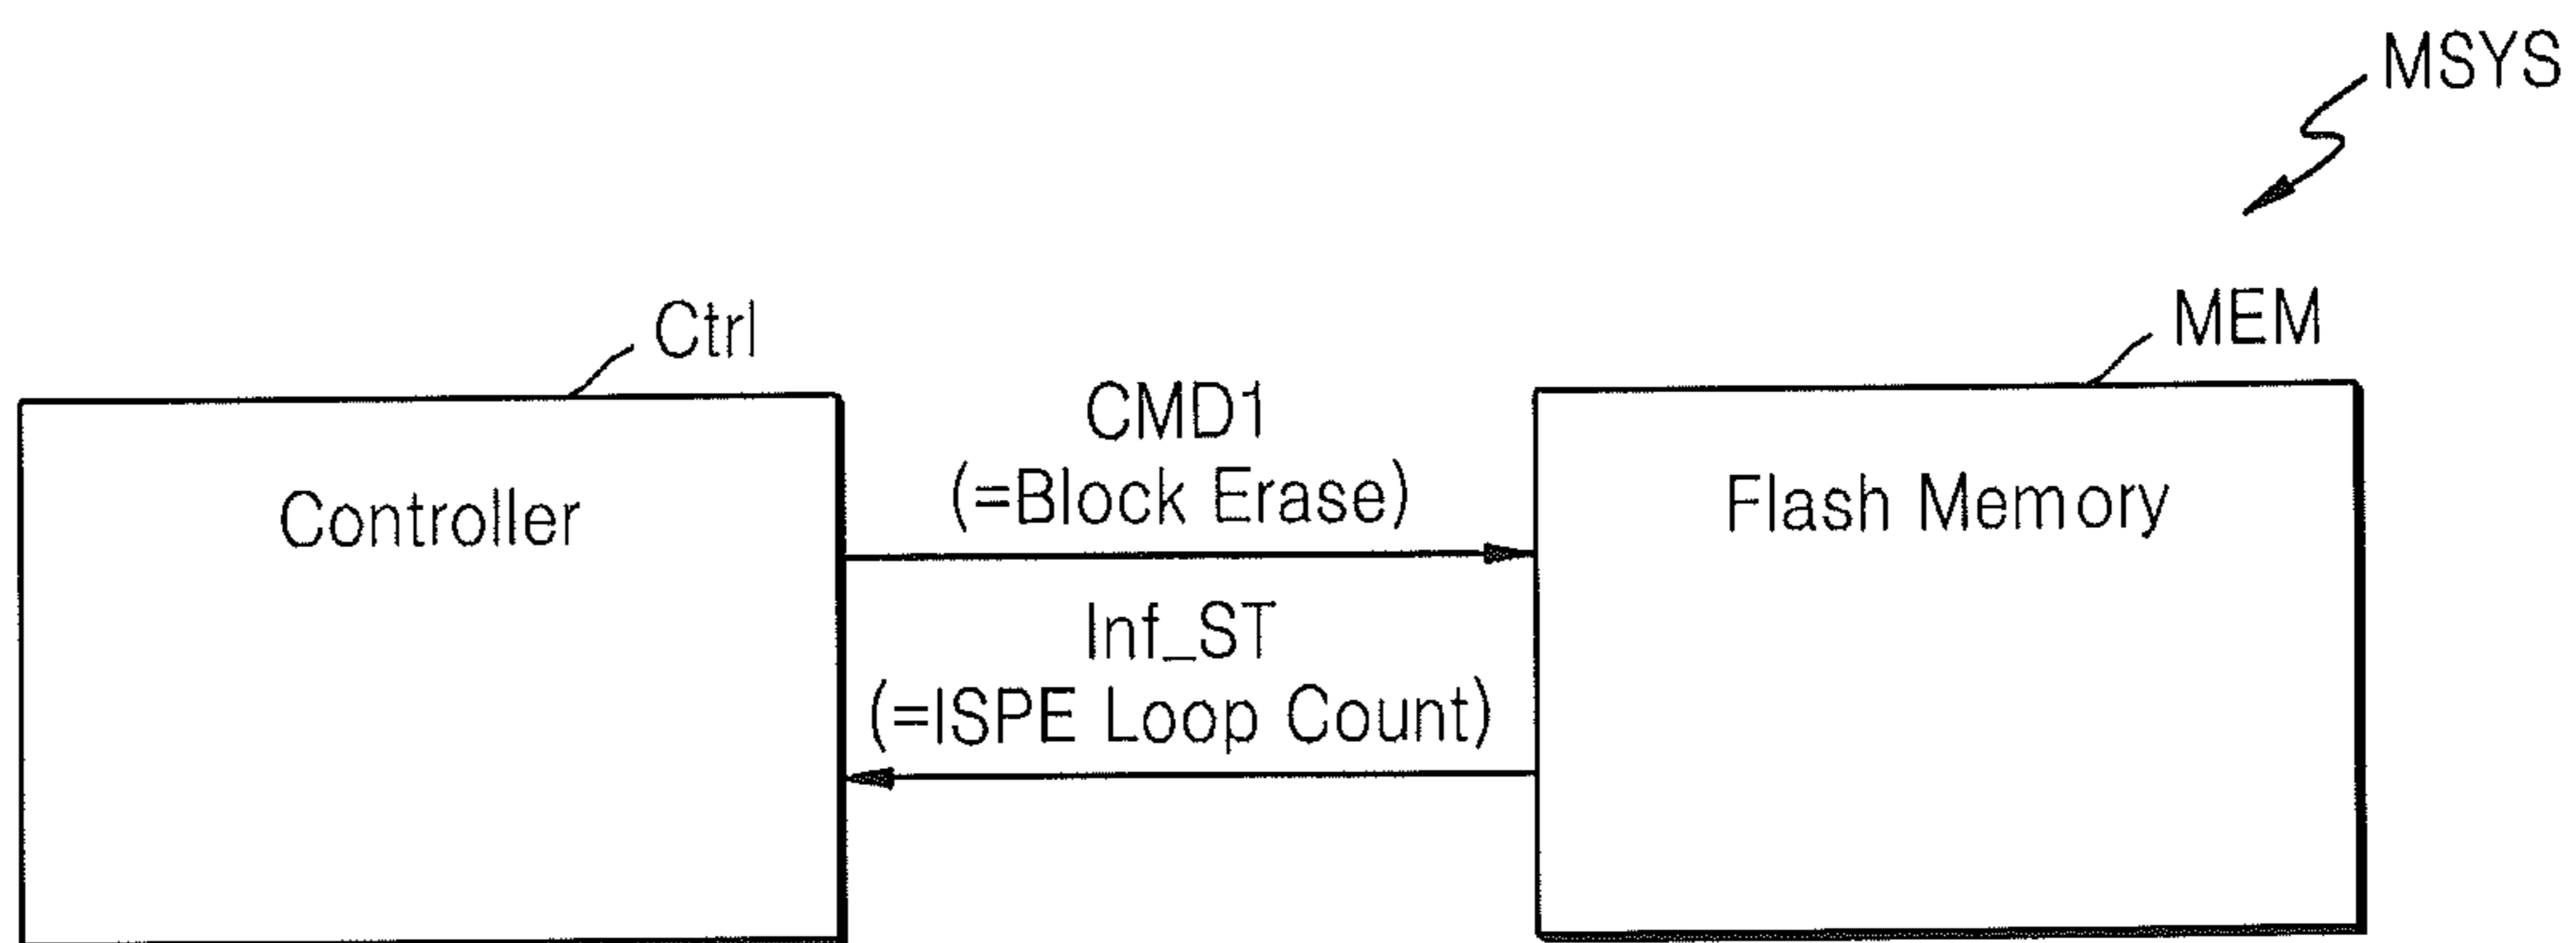 MSYS
Ctrl
MEM
CMD1
(=Block Erase)
Controller
Flash Memory
Inf_ST
(=ISPE Loop Count)